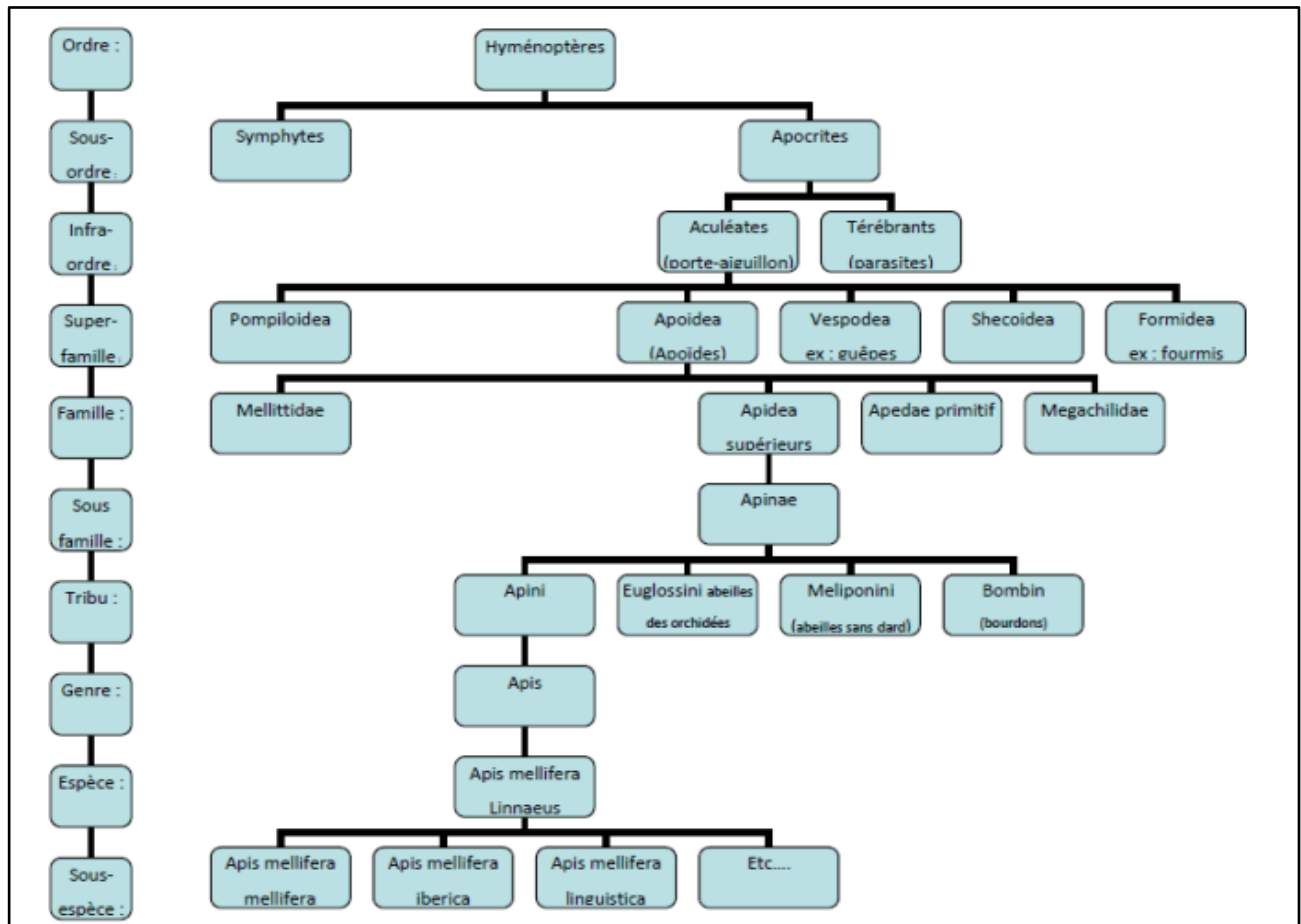 Ordre :
Hyménoptères
Sous-
ordre :
Symphytes
Apocrites
Infra-
ordre :
Aculéates
(porte-aiguillon)
Térébrants
(parasites)
Super-
famille :
Pompiloidea
Apoidea
(Apoïdes)
Vespodea
ex : guêpes
Shecoidea
Formidea
ex : fourmis
Famille :
Mellittidae
Apidea
supérieurs
Apedae primitif
Megachilidae
Sous
famille :
Apinae
Tribu :
Apini
Euglossini abeilles
des orchidées
Meliponini
(abeilles sans dard)
Bombin
(bourdons)
Genre :
Apis
Espèce :
Apis mellifera
Linnaeus
Sous-
espèce :
Apis mellifera
mellifera
Apis mellifera
iberica
Apis mellifera
linguistica
Etc....